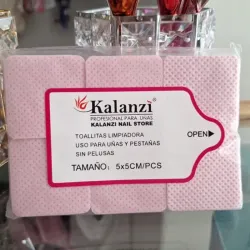 Kalanzi
PROFESIONAL PARA UÑAS
KALANZI NAIL STORE
TOALLITAS LIMPIADORA
USO PARA UÑAS Y PESTAÑAS
SIN PELUSAS
OPEN
TAMAÑO: 5x5CM/PCS